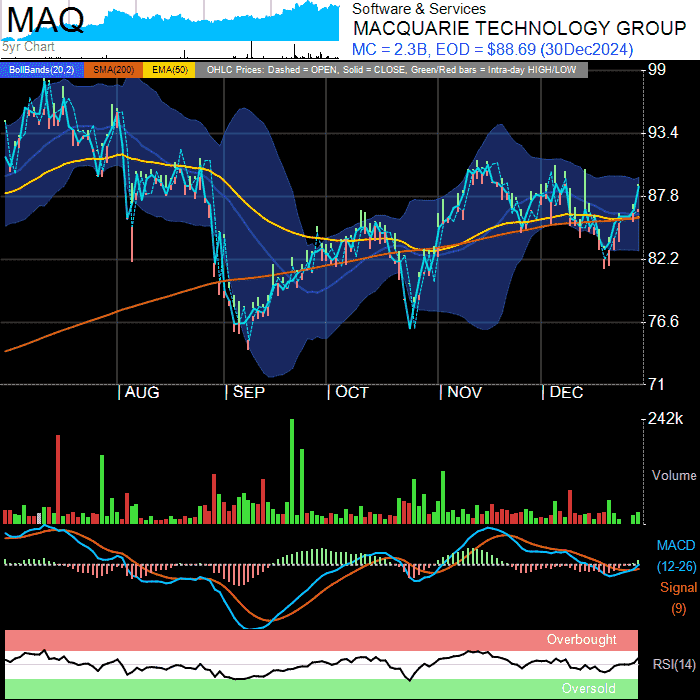 MAQ
Software & Services
MACQUARIE TECHNOLOGY GROUP
5yr Chart
MC = 2.3B, EOD = $88.69 (30Dec2024)
BollBands(20,2) SMA(200) EMA(50) OHLC Prices: Dashed = OPEN, Solid = CLOSE, Green/Red bars = Intra-day HIGH/LOW
99
93.4
87.8
82.2
76.6
71
AUG SEP OCT NOV DEC
242k
Volume
MACD
(12-26)
Signal
(9)
Overbought
RSI(14)
Oversold